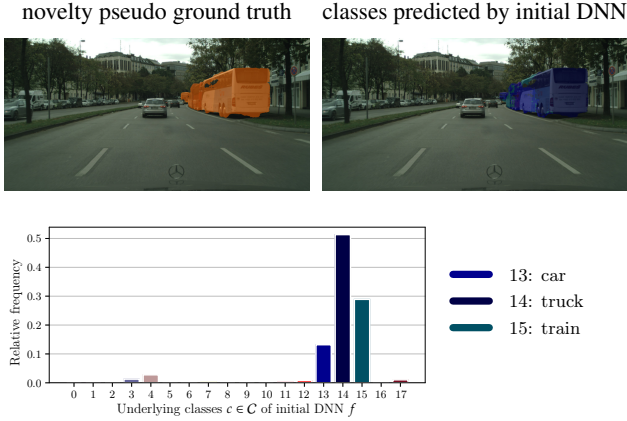 novelty pseudo ground truth
classes predicted by initial DNN
Relative frequency
0.5
0.4
0.3
0.2
0.1
0.0
0 1 2 3 4 5 6 7 8 9 10 11 12 13 14 15 16 17
Underlying classes c ∈ C of initial DNN f
13: car
14: truck
15: train